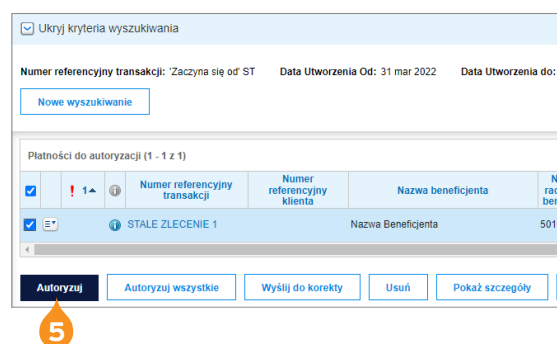 Ukryj kryteria wyszukiwania
Numer referencyjny transakcji: 'Zaczyna się od' ST Data Utworzenia Od: 31 mar 2022 Data Utworzenia do:
Nowe wyszukiwanie
Płatności do autoryzacji (1 - 1 z 1)
! 1 Numer referencyjny transakcji Numer referencyjny klienta Nazwa beneficjenta
STALE ZLECENIE 1 Nazwa Beneficjenta 501
Autoryzuj Autoryzuj wszystkie Wyślij do korekty Usuń Pokaż szczegóły
5